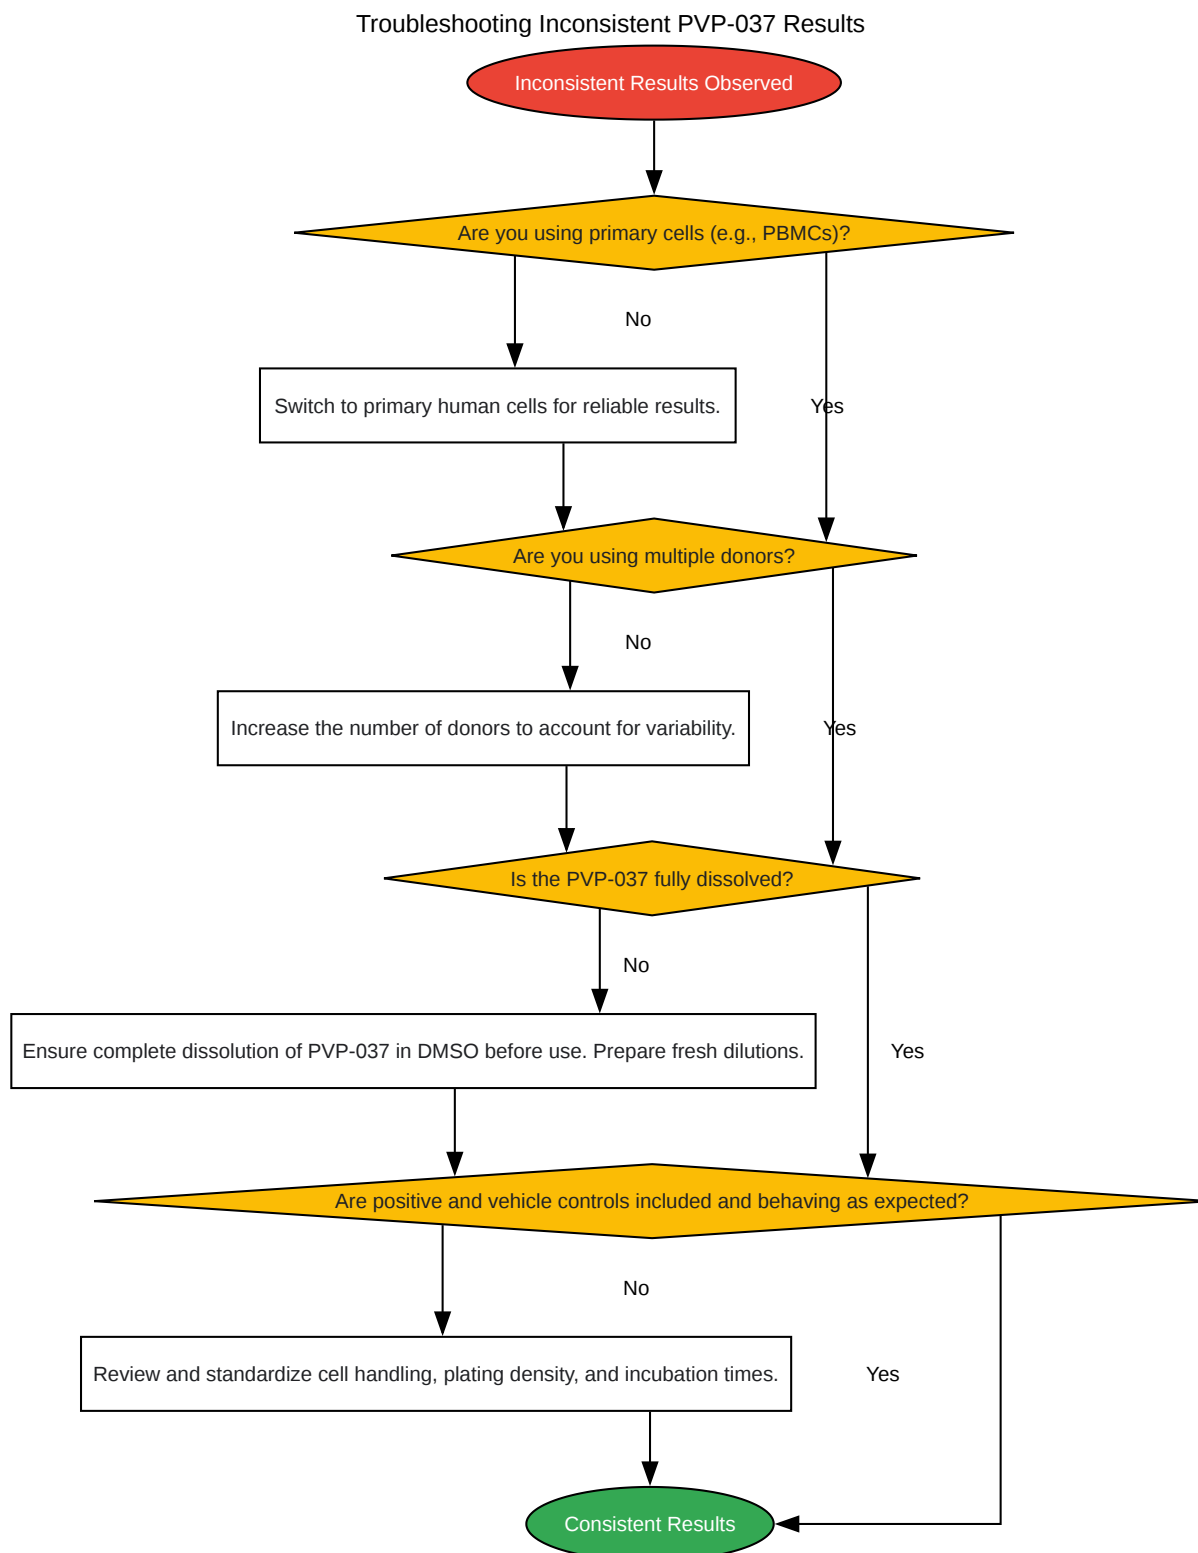 Troubleshooting Inconsistent PVP-037 Results
Inconsistent Results Observed
Are you using primary cells (e.g., PBMCs)?
No
Switch to primary human cells for reliable results.
Yes
Are you using multiple donors?
No
Increase the number of donors to account for variability.
Yes
Is the PVP-037 fully dissolved?
No
Ensure complete dissolution of PVP-037 in DMSO before use. Prepare fresh dilutions.
Yes
Are positive and vehicle controls included and behaving as expected?
No
Review and standardize cell handling, plating density, and incubation times.
Yes
Consistent Results